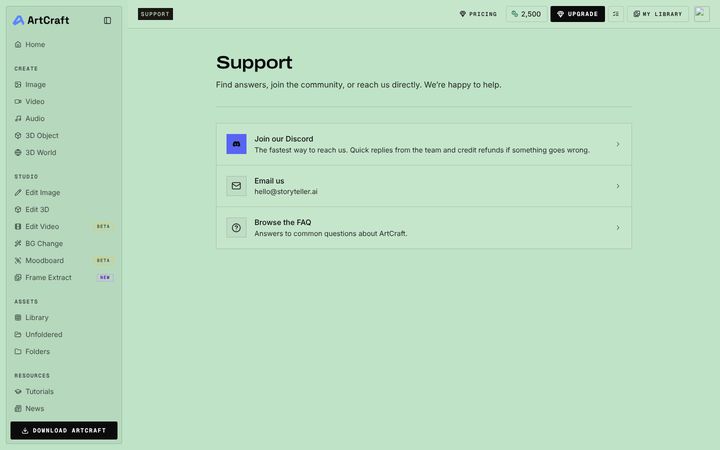 ArtCraft
Home
CREATE
Image
Video
Audio
3D Object
3D World
STUDIO
Edit Image
Edit 3D
Edit Video BETA
BG Change
Moodboard BETA
Frame Extract NEW
ASSETS
Library
Unfoldered
Folders
RESOURCES
Tutorials
News
DOWNLOAD ARTCRAFT
SUPPORT
PRICING
2,500
UPGRADE
MY LIBRARY
Support
Find answers, join the community, or reach us directly. We're happy to help.
Join our Discord
The fastest way to reach us. Quick replies from the team and credit refunds if something goes wrong.
Email us
hello@storyteller.ai
Browse the FAQ
Answers to common questions about ArtCraft.